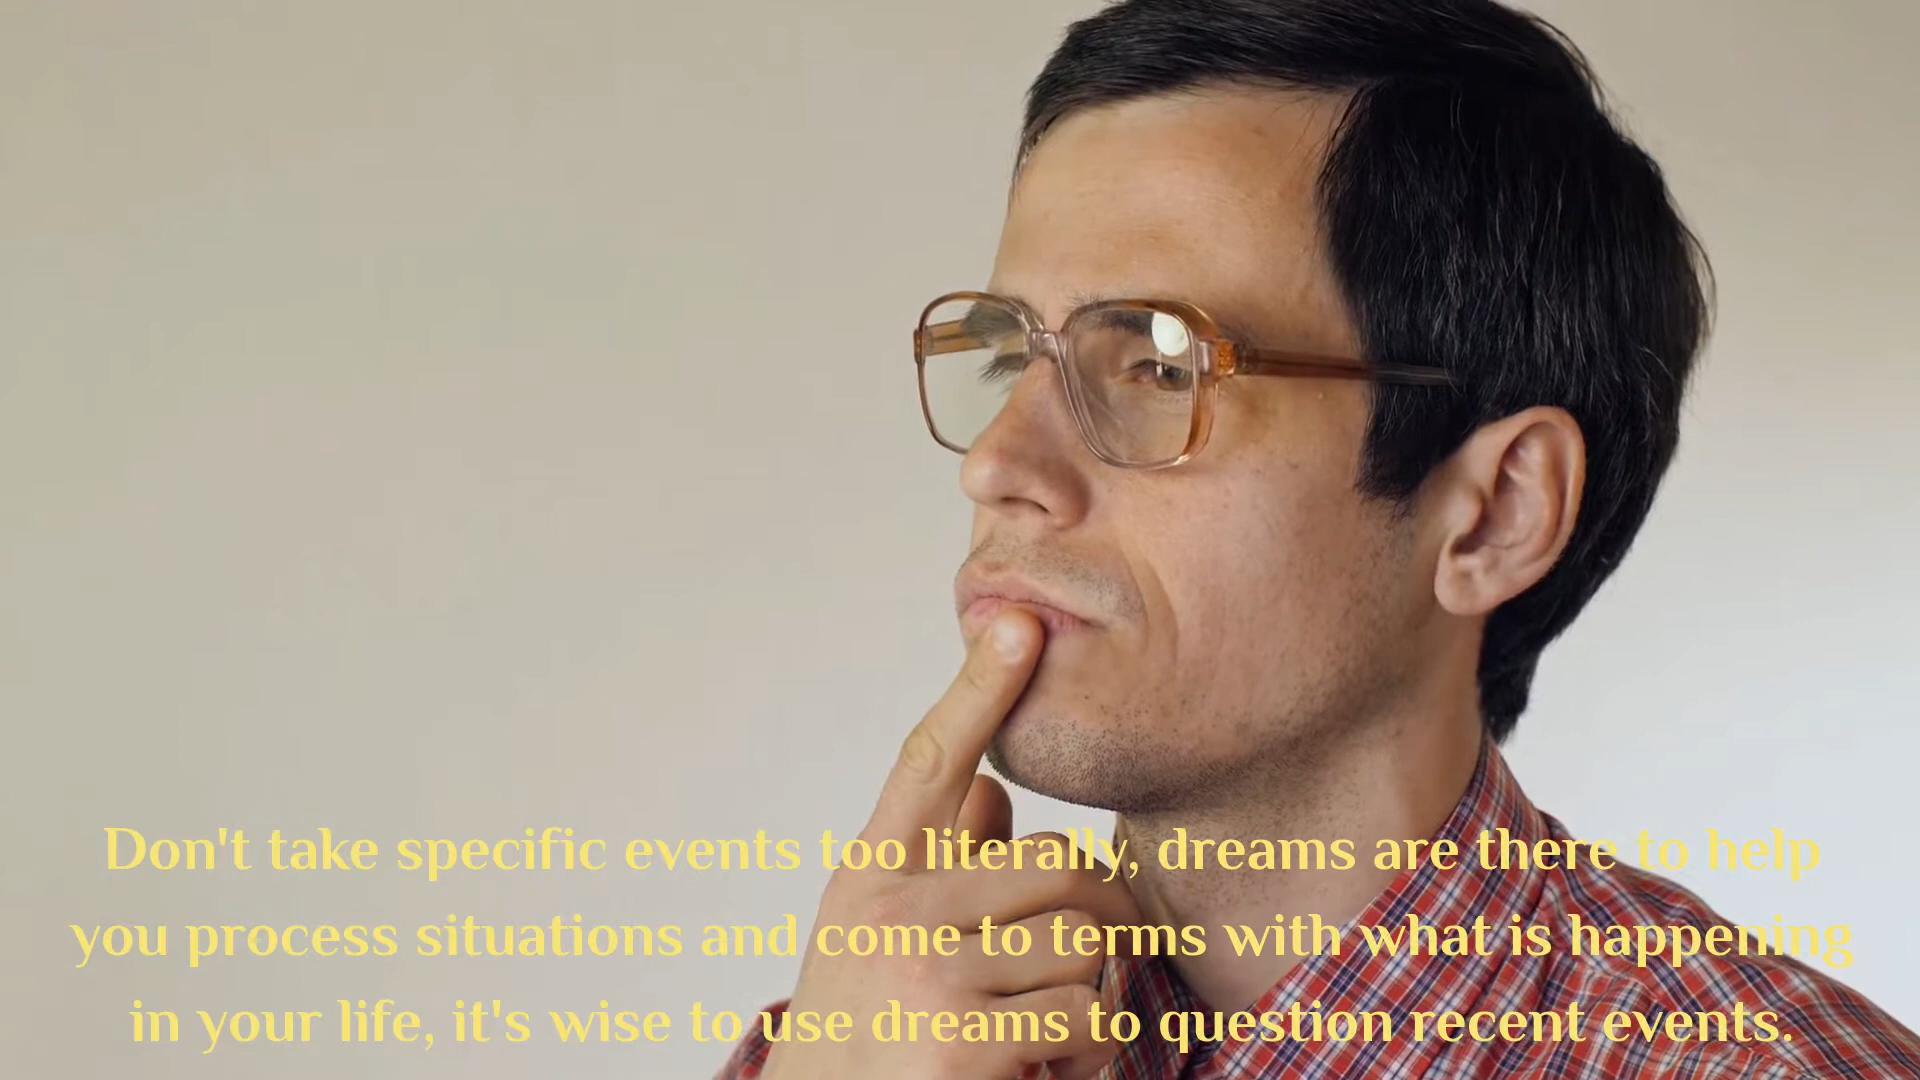 Don't take specific events too literally, dreams are there to help
you process situations and come to terms with what is happening
in your life, it's wise to use dreams to question recent events.